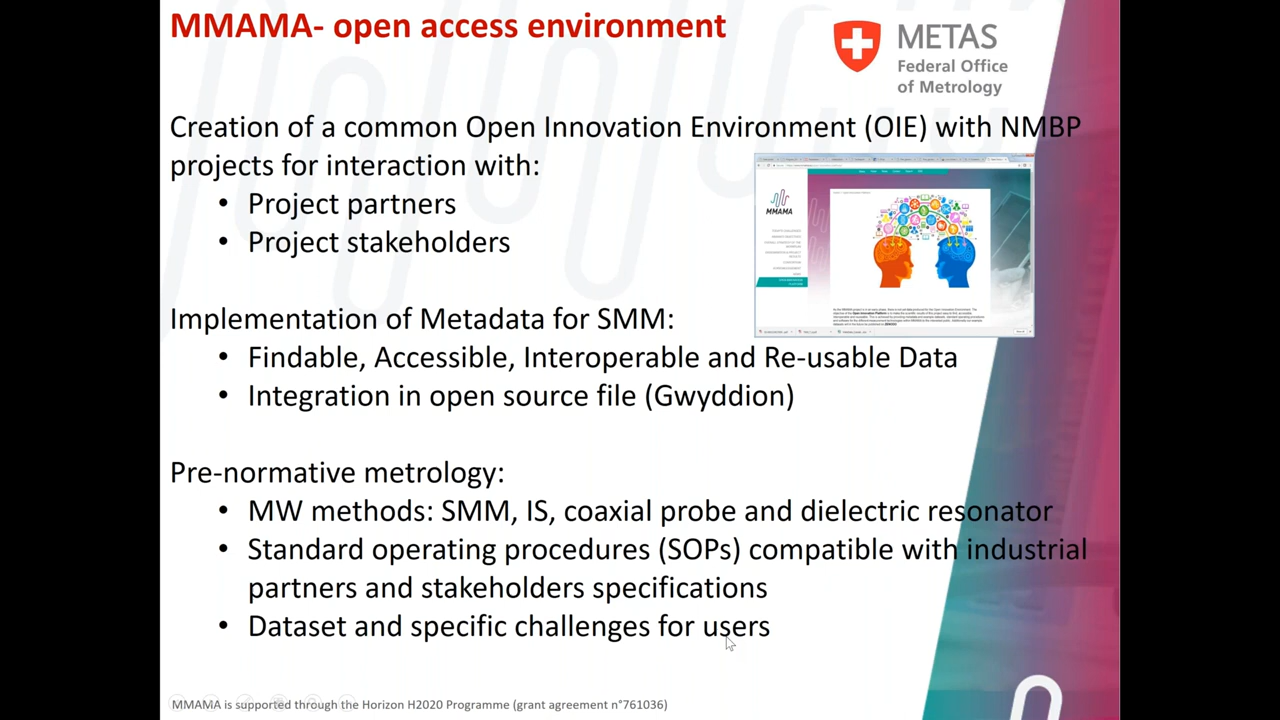 MMAMA- open access environment
METAS
Federal Office
of Metrology
Creation of a common Open Innovation Environment (OIE) with NMBP
projects for interaction with:
• Project partners
• Project stakeholders
MMAMA
Implementation of Metadata for SMM:
• Findable, Accessible, Interoperable and Re-usable Data
• Integration in open source file (Gwyddion)
Pre-normative metrology:
• MW methods: SMM, IS, coaxial probe and dielectric resonator
• Standard operating procedures (SOPs) compatible with industrial
partners and stakeholders specifications
• Dataset and specific challenges for users
MMAMA is supported through the Horizon H2020 Programme (grant agreement n°761036)